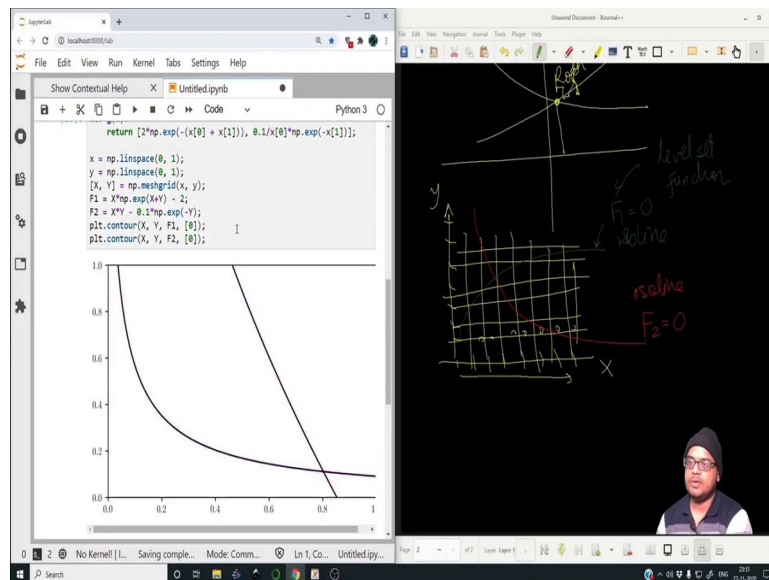 JupyterLab
localhost:8888/lab
File Edit View Run Kernel Tabs Settings Help
Show Contextual Help X Untitled.ipynb
Code
Python 3
return [2*np.exp(-(x[0] + x[1])), 0.1/x[0]*np.exp(-x[1])];
x = np.linspace(0, 1);
y = np.linspace(0, 1);
[X, Y] = np.meshgrid(x, y);
F1 = X*np.exp(X+Y) - 2;
F2 = X*Y - 0.1*np.exp(-Y);
plt.contour(X, Y, F1, [0]);
plt.contour(X, Y, F2, [0]);
1.0
0.8
0.6
0.4
0.2
0.0
0.0 0.2 0.4 0.6 0.8 1
0 2 No Kernel! | I... Saving comple... Mode: Comm... Ln 1, Co... Untitled.ipy...
Search
Unsaved Document - Xournal++
File Edit View Navigation Journal Tools Plugin Help
Root
level set
function
y
F1=0
isoline
isoline
F2=0
X
Page 2 of 2 Layer Layer 1
ENG 23:51